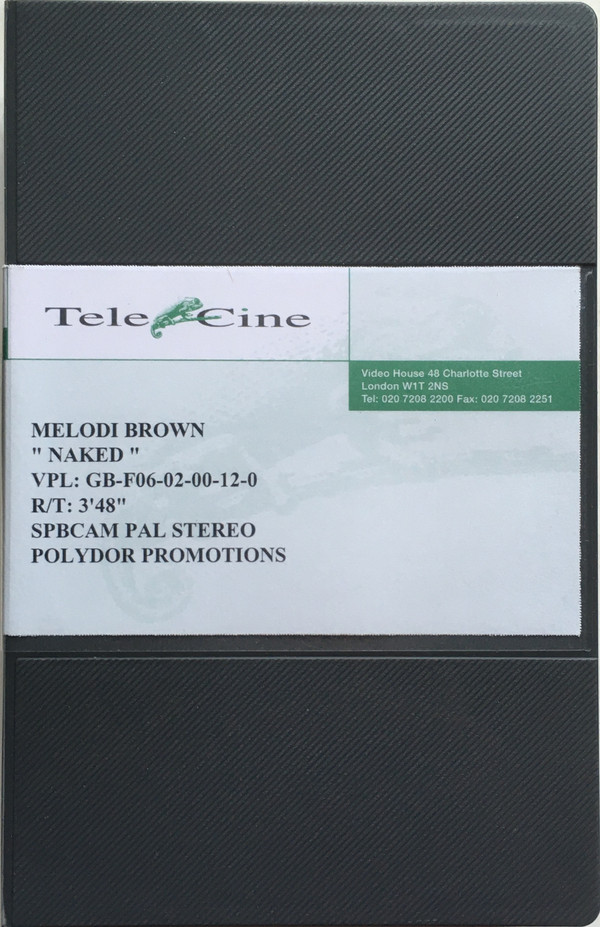 Tele Cine
Video House 48 Charlotte Street
London W1T 2NS
Tel: 020 7208 2200 Fax: 020 7208 2251
MELODI BROWN
" NAKED "
VPL: GB-F06-02-00-12-0
R/T: 3'48"
SPBCAM PAL STEREO
POLYDOR PROMOTIONS